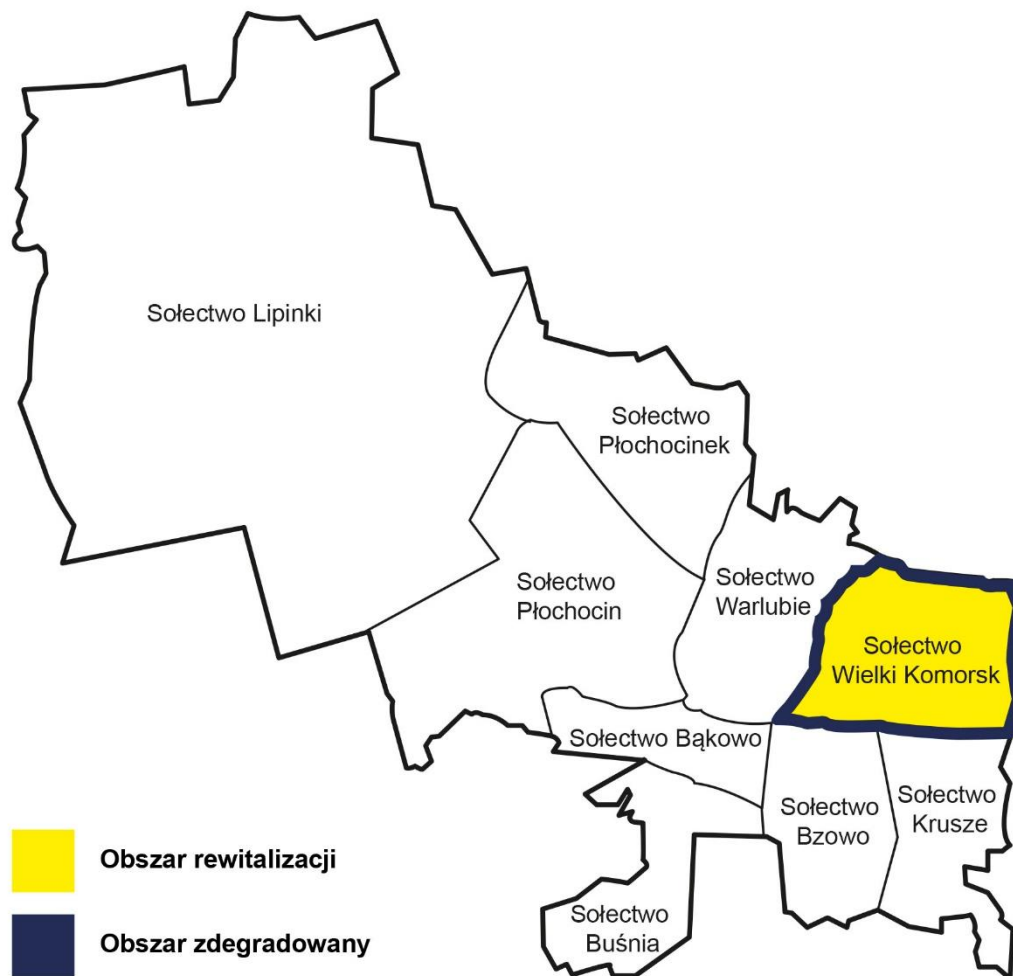 Sołectwo Lipinki
Sołectwo
Płochocinek
Sołectwo
Płochocin
Sołectwo
Warlubie
Sołectwo
Wielki Komorsk
Sołectwo Bąkowo
Sołectwo
Bzowo
Sołectwo
Krusze
Sołectwo
Buśnia
Obszar rewitalizacji
Obszar zdegradowany